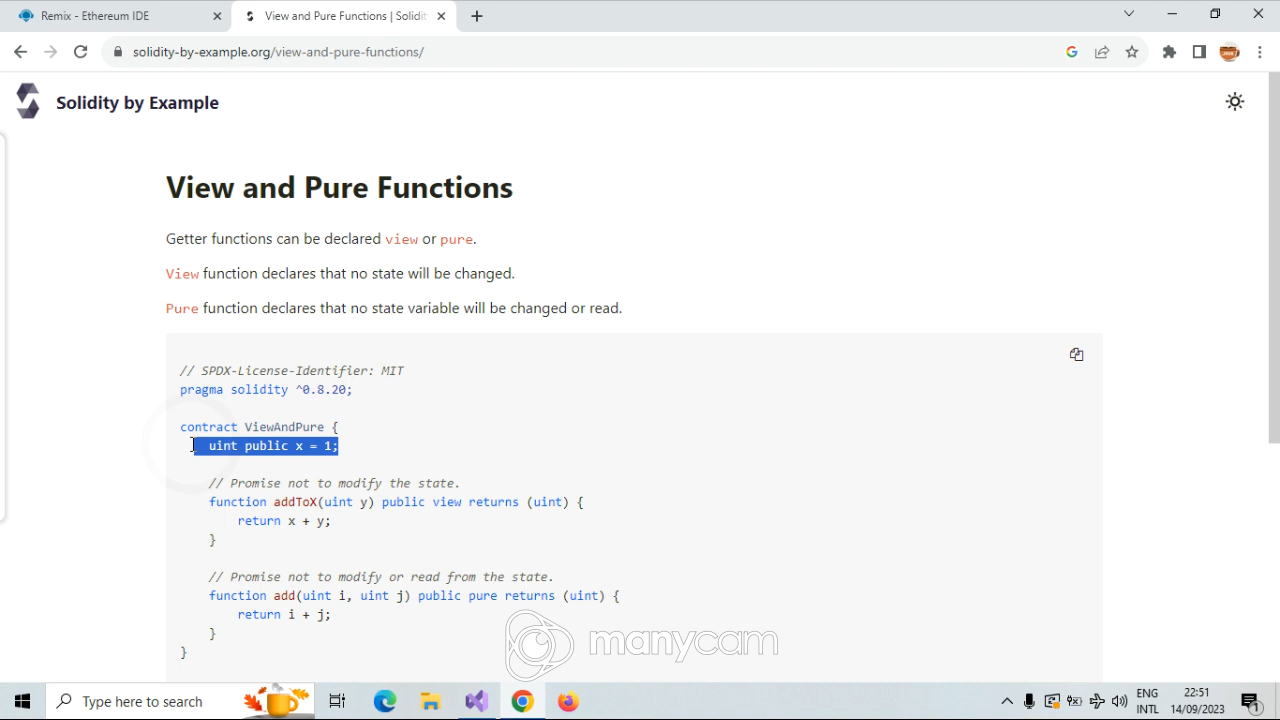 Remix - Ethereum IDE
View and Pure Functions | Solidity
solidity-by-example.org/view-and-pure-functions/
Solidity by Example
View and Pure Functions
Getter functions can be declared view or pure.
View function declares that no state will be changed.
Pure function declares that no state variable will be changed or read.
// SPDX-License-Identifier: MIT
pragma solidity ^0.8.20;
contract ViewAndPure {
uint public x = 1;
// Promise not to modify the state.
function addToX(uint y) public view returns (uint) {
return x + y;
}
// Promise not to modify or read from the state.
function add(uint i, uint j) public pure returns (uint) {
return i + j;
}
}
manycam
Type here to search
ENG
INTL
22:51
14/09/2023
1